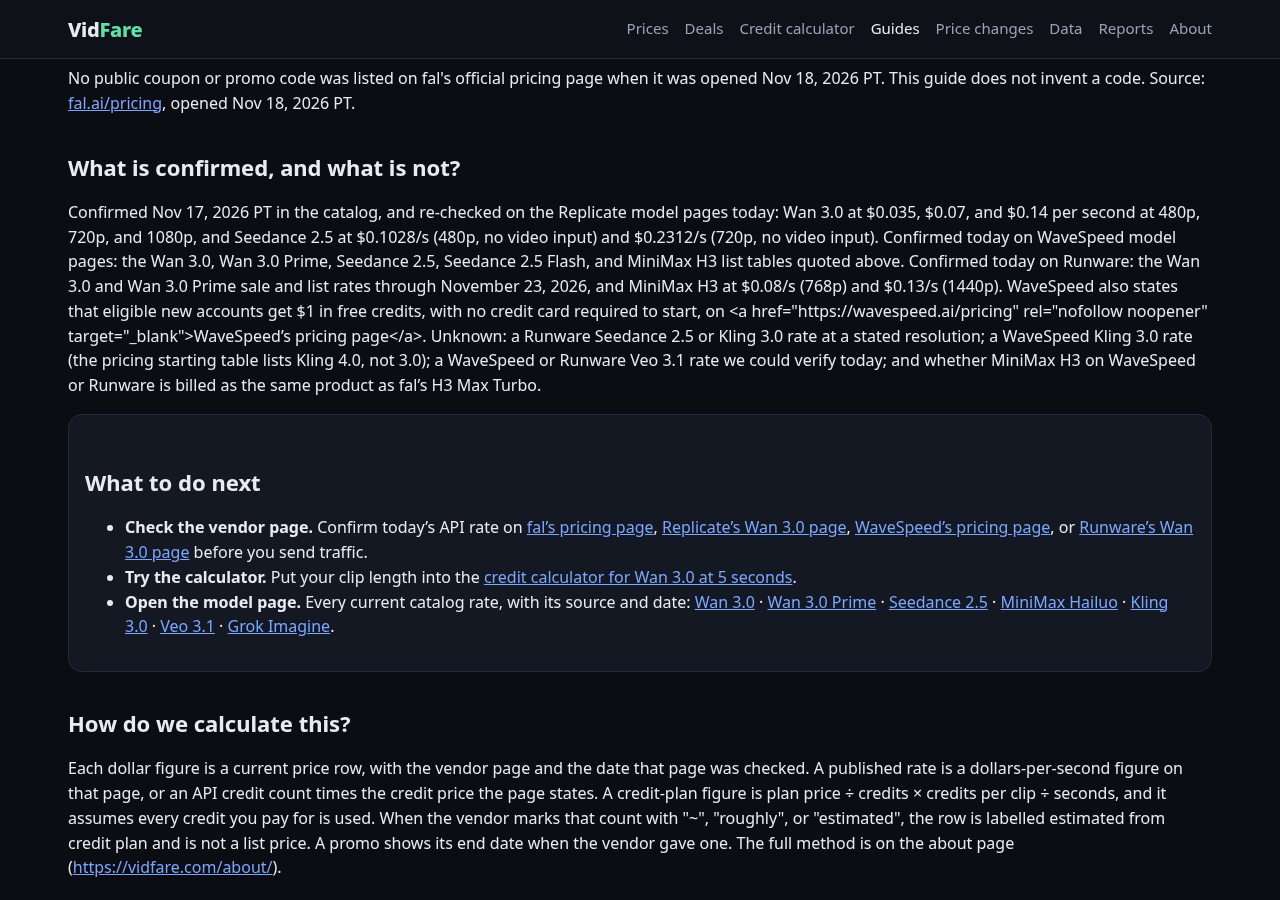 VidFare
Prices Deals Credit calculator Guides Price changes Data Reports About
No public coupon or promo code was listed on fal's official pricing page when it was opened Nov 18, 2026 PT. This guide does not invent a code. Source:
fal.ai/pricing, opened Nov 18, 2026 PT.
What is confirmed, and what is not?
Confirmed Nov 17, 2026 PT in the catalog, and re-checked on the Replicate model pages today: Wan 3.0 at $0.035, $0.07, and $0.14 per second at 480p,
720p, and 1080p, and Seedance 2.5 at $0.1028/s (480p, no video input) and $0.2312/s (720p, no video input). Confirmed today on WaveSpeed model
pages: the Wan 3.0, Wan 3.0 Prime, Seedance 2.5, Seedance 2.5 Flash, and MiniMax H3 list tables quoted above. Confirmed today on Runware: the Wan
3.0 and Wan 3.0 Prime sale and list rates through November 23, 2026, and MiniMax H3 at $0.08/s (768p) and $0.13/s (1440p). WaveSpeed also states
that eligible new accounts get $1 in free credits, with no credit card required to start, on <a href="https://wavespeed.ai/pricing" rel="nofollow noopener"
target="_blank">WaveSpeed’s pricing page</a>. Unknown: a Runware Seedance 2.5 or Kling 3.0 rate at a stated resolution; a WaveSpeed Kling 3.0 rate
(the pricing starting table lists Kling 4.0, not 3.0); a WaveSpeed or Runware Veo 3.1 rate we could verify today; and whether MiniMax H3 on WaveSpeed
or Runware is billed as the same product as fal’s H3 Max Turbo.
What to do next
• Check the vendor page. Confirm today’s API rate on fal’s pricing page, Replicate’s Wan 3.0 page, WaveSpeed’s pricing page, or Runware’s Wan
3.0 page before you send traffic.
• Try the calculator. Put your clip length into the credit calculator for Wan 3.0 at 5 seconds.
• Open the model page. Every current catalog rate, with its source and date: Wan 3.0 · Wan 3.0 Prime · Seedance 2.5 · MiniMax Hailuo · Kling
3.0 · Veo 3.1 · Grok Imagine.
How do we calculate this?
Each dollar figure is a current price row, with the vendor page and the date that page was checked. A published rate is a dollars-per-second figure on
that page, or an API credit count times the credit price the page states. A credit-plan figure is plan price ÷ credits × credits per clip ÷ seconds, and it
assumes every credit you pay for is used. When the vendor marks that count with "~", "roughly", or "estimated", the row is labelled estimated from
credit plan and is not a list price. A promo shows its end date when the vendor gave one. The full method is on the about page
(https://vidfare.com/about/).